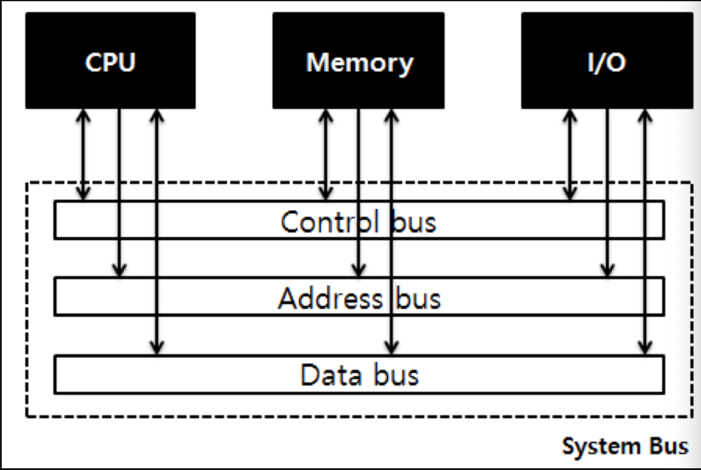 CPU
Memory
I/O
Control bus
Address bus
Data bus
System Bus